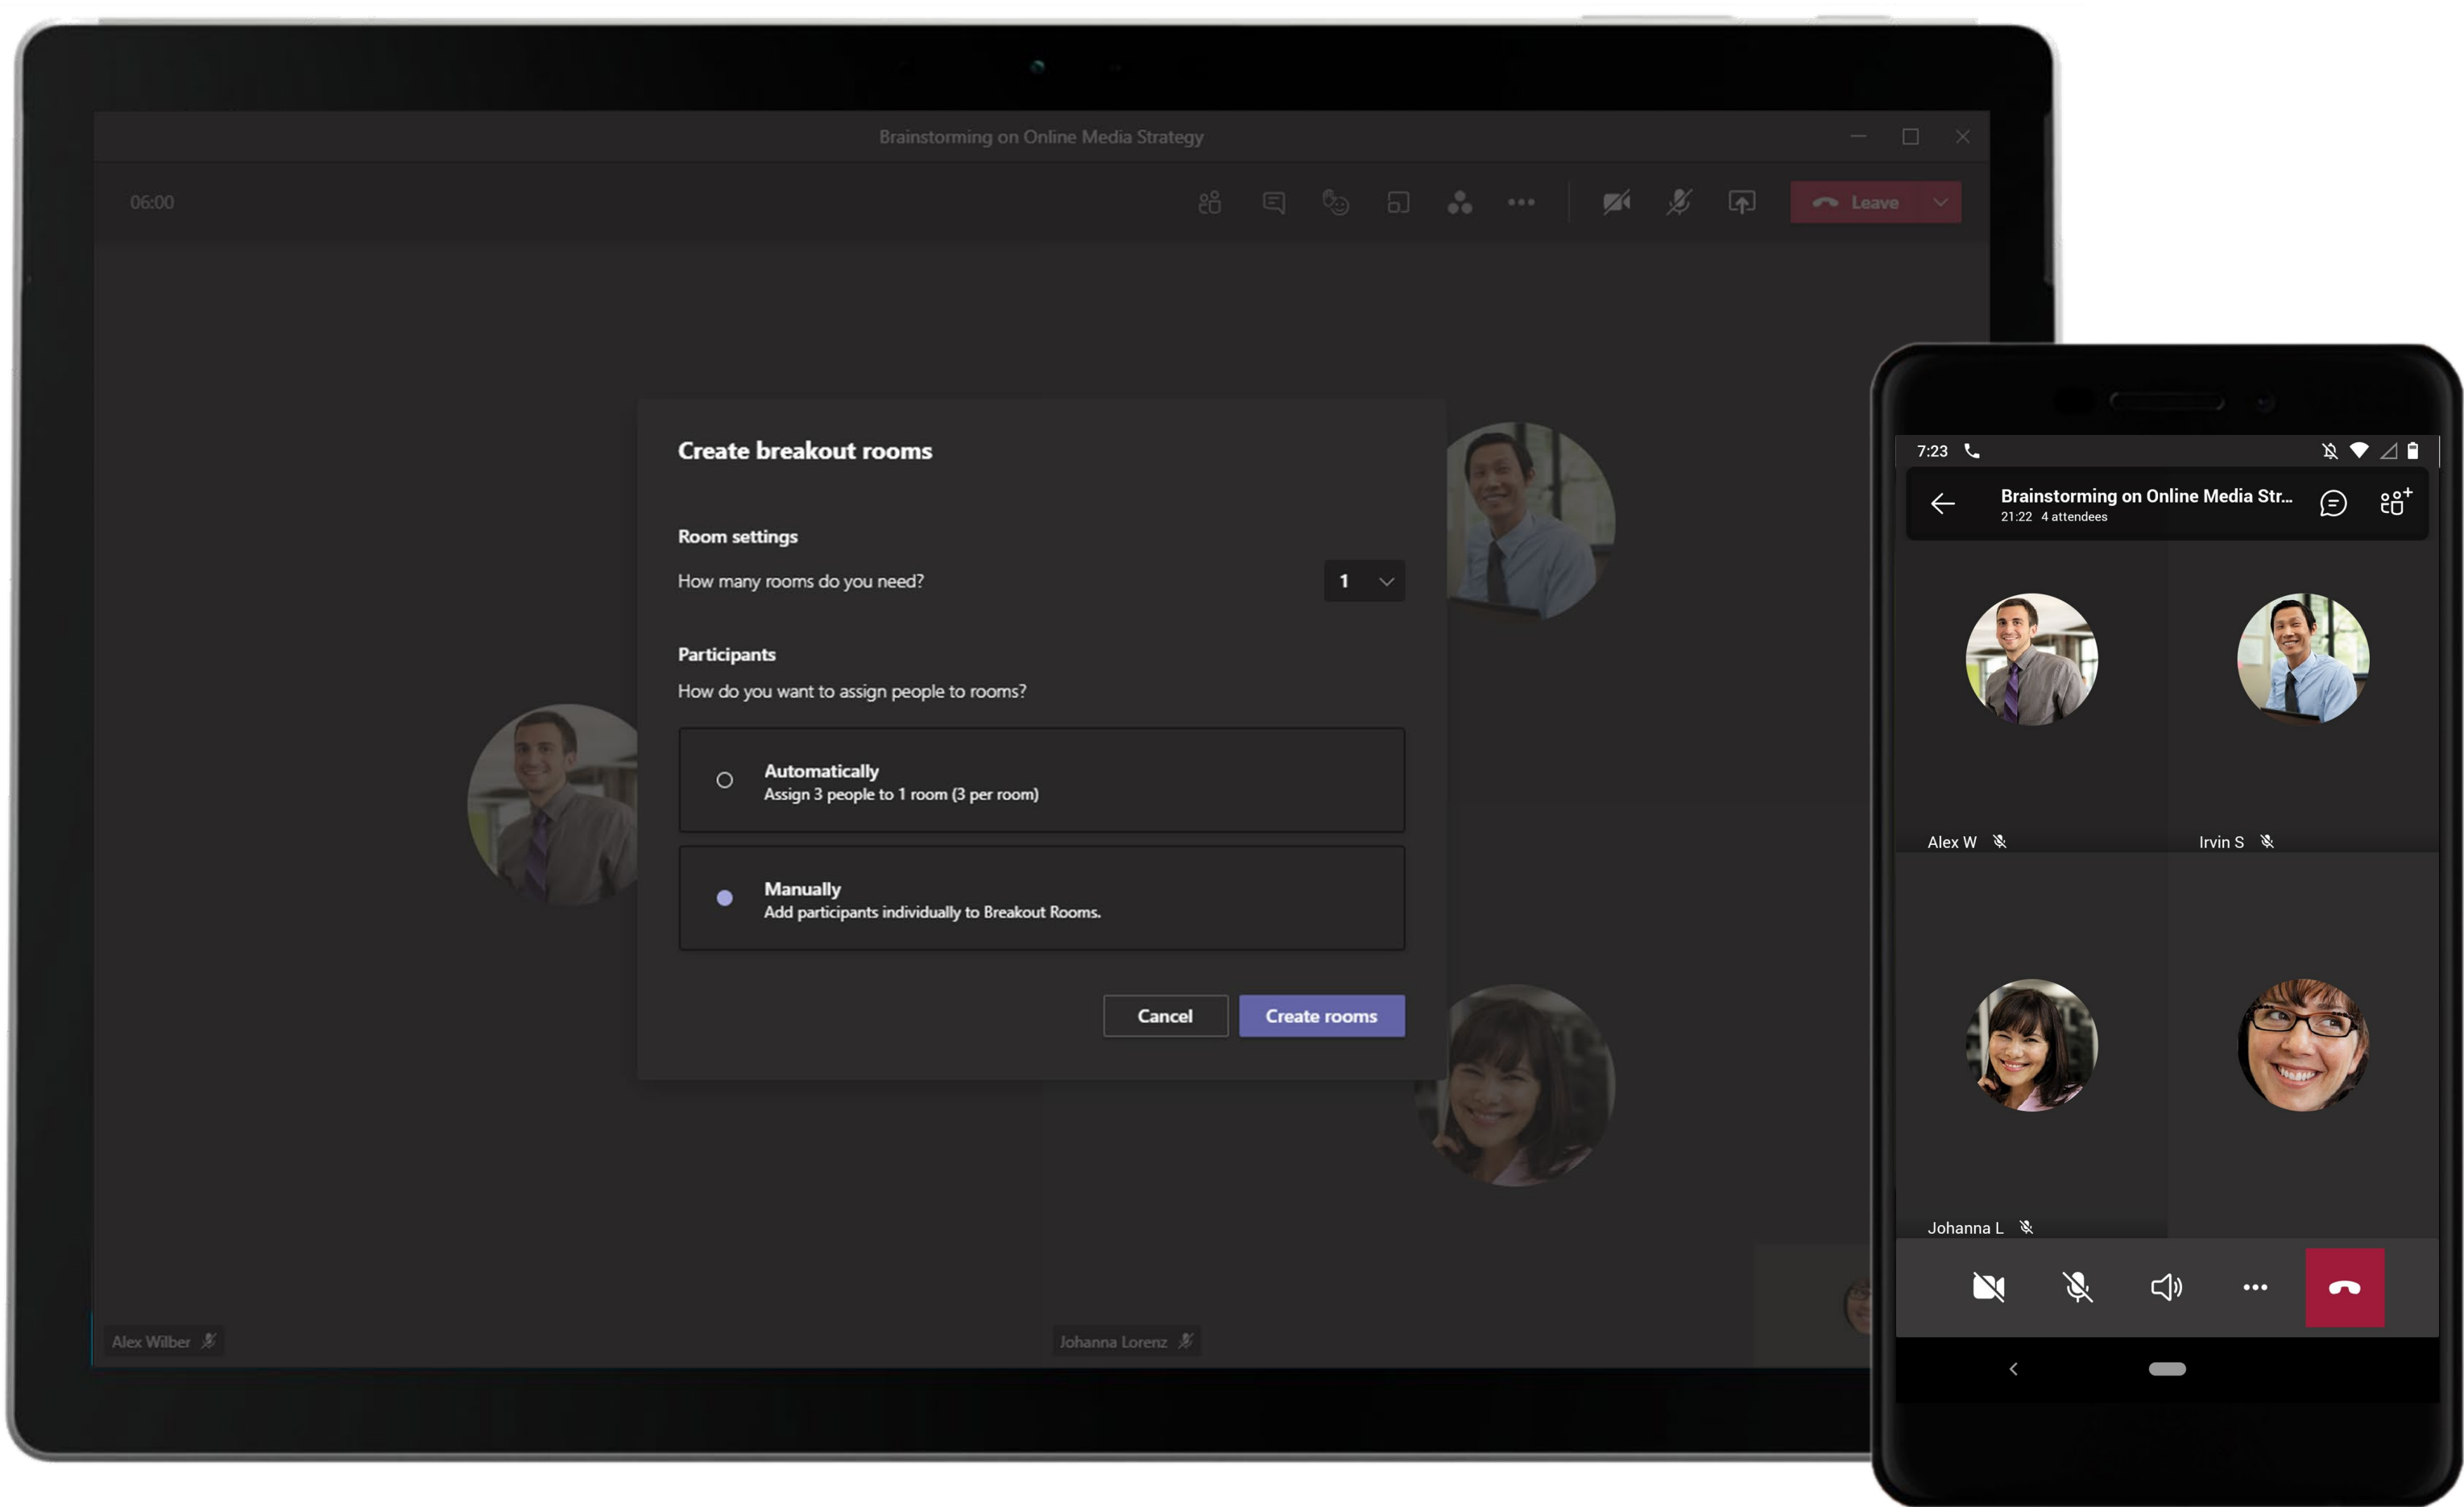 Brainstorming on Online Media Strategy
06:00
Leave
Create breakout rooms
Room settings
How many rooms do you need?
1
Participants
How do you want to assign people to rooms?
Automatically
Assign 3 people to 1 room (3 per room)
Manually
Add participants individually to Breakout Rooms.
Cancel
Create rooms
Alex Wilber
Johanna Lorenz
7:23
Brainstorming on Online Media Str...
21:22 4 attendees
Alex W
Irvin S
Johanna L